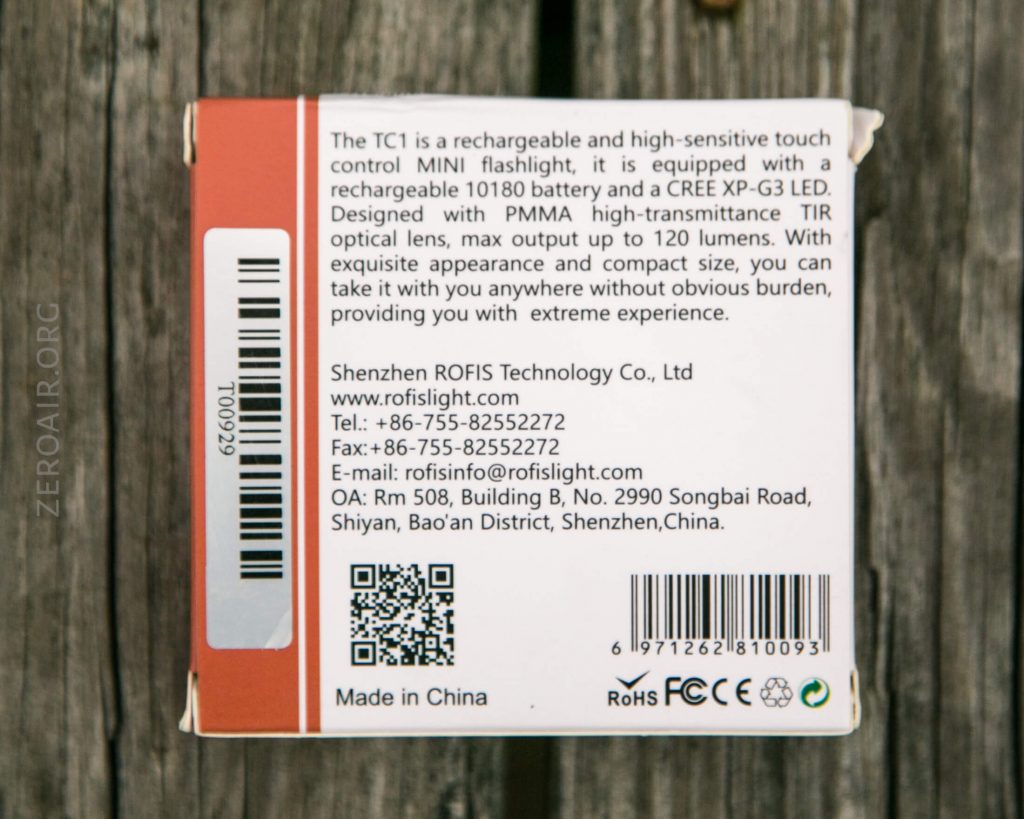 The TC1 is a rechargeable and high-sensitive touch
control MINI flashlight, it is equipped with a
rechargeable 10180 battery and a CREE XP-G3 LED.
Designed with PMMA high-transmittance TIR
optical lens, max output up to 120 lumens. With
exquisite appearance and compact size, you can
take it with you anywhere without obvious burden,
providing you with extreme experience.
Shenzhen ROFIS Technology Co., Ltd
www.rofislight.com
Tel.: +86-755-82552272
Fax:+86-755-82552272
E-mail: rofisinfo@rofislight.com
OA: Rm 508, Building B, No. 2990 Songbai Road,
Shiyan, Bao'an District, Shenzhen,China.
T00929
6 971262 810093
Made in China
RoHS FC CE
ZEROAIR.ORG